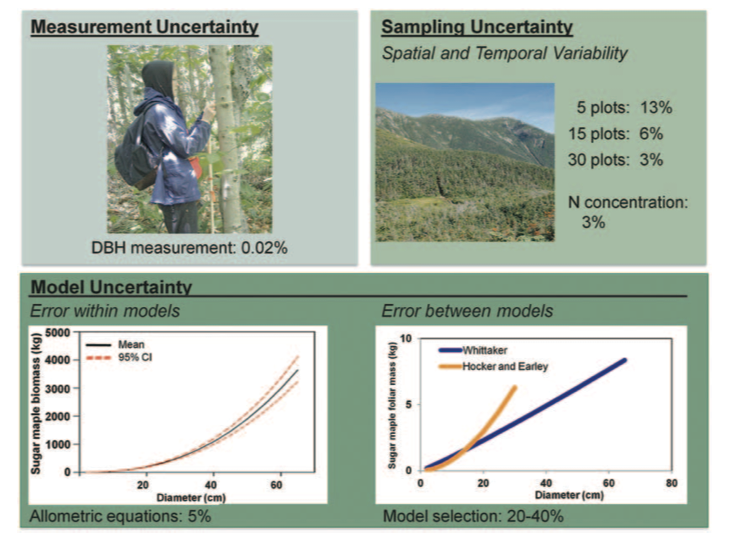 Measurement Uncertainty
DBH measurement: 0.02%
Sampling Uncertainty
Spatial and Temporal Variability
5 plots: 13%
15 plots: 6%
30 plots: 3%
N concentration:
3%
Model Uncertainty
Error within models
Sugar maple biomass (kg)
5000
4000
3000
2000
1000
0
Mean
95% CI
20 40 60
Diameter (cm)
Allometric equations: 5%
Error between models
Sugar maple foliar mass (kg)
10
5
0
Whittaker
Hocker and Earley
0 20 40 60 80
Diameter (cm)
Model selection: 20-40%